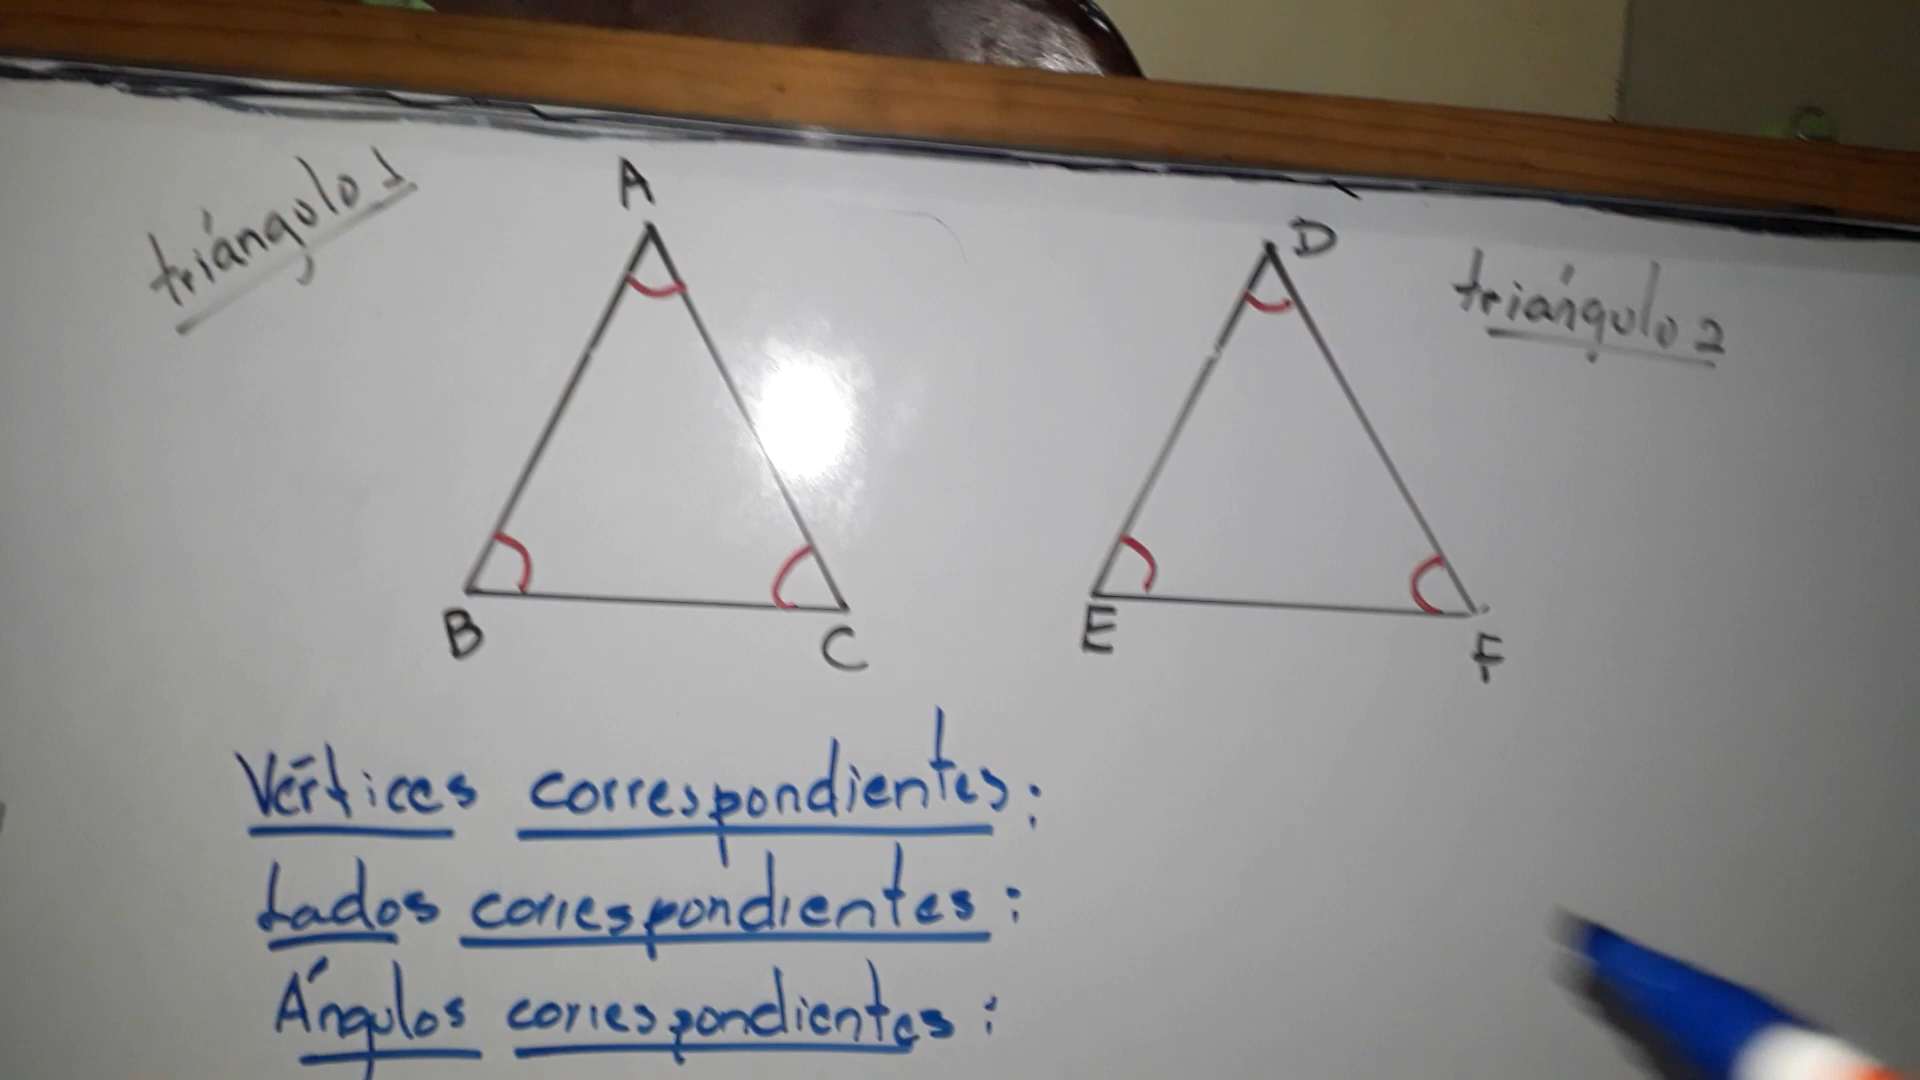 triángulo 1
A
D
triángulo 2
B
C
E
F
Vértices correspondientes:
Lados correspondientes:
Ángulos correspondientes: